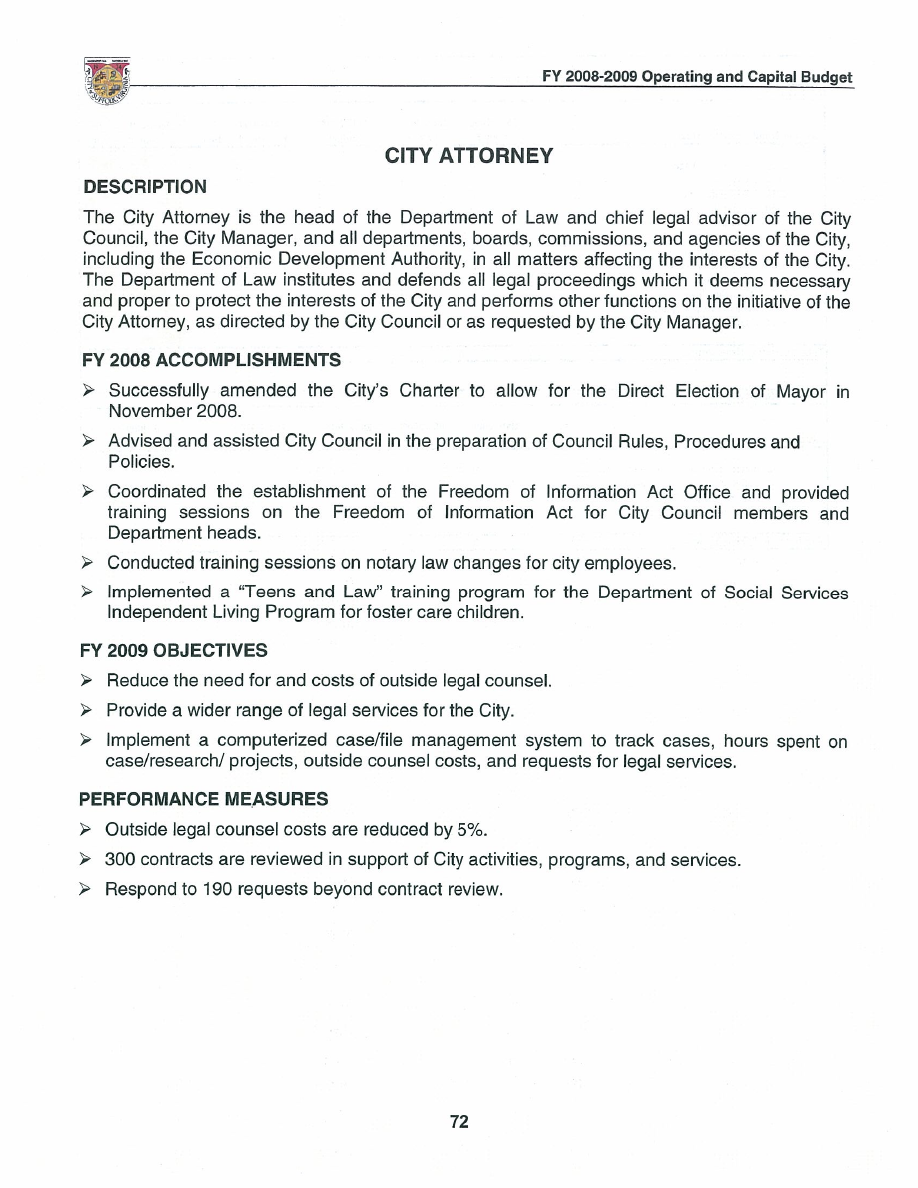 FY 2008-2009 Operating and Capital Budget
CITY ATTORNEY
DESCRIPTION
The City Attorney is the head of the Department of Law and chief legal advisor of the City
Council, the City Manager, and all departments, boards, commissions, and agencies of the City,
including the Economic Development Authority, in all matters affecting the interests of the City.
The Department of Law institutes and defends all legal proceedings which it deems necessary
and proper to protect the interests of the City and performs other functions on the initiative of the
City Attorney, as directed by the City Council or as requested by the City Manager.
FY 2008 ACCOMPLISHMENTS
➢ Successfully amended the City's Charter to allow for the Direct Election of Mayor in
November 2008.
➢ Advised and assisted City Council in the preparation of Council Rules, Procedures and
Policies.
➢ Coordinated the establishment of the Freedom of Information Act Office and provided
training sessions on the Freedom of Information Act for City Council members and
Department heads.
➢ Conducted training sessions on notary law changes for city employees.
➢ Implemented a “Teens and Law” training program for the Department of Social Services
Independent Living Program for foster care children.
FY 2009 OBJECTIVES
➢ Reduce the need for and costs of outside legal counsel.
➢ Provide a wider range of legal services for the City.
➢ Implement a computerized case/file management system to track cases, hours spent on
case/research/ projects, outside counsel costs, and requests for legal services.
PERFORMANCE MEASURES
➢ Outside legal counsel costs are reduced by 5%.
➢ 300 contracts are reviewed in support of City activities, programs, and services.
➢ Respond to 190 requests beyond contract review.
72